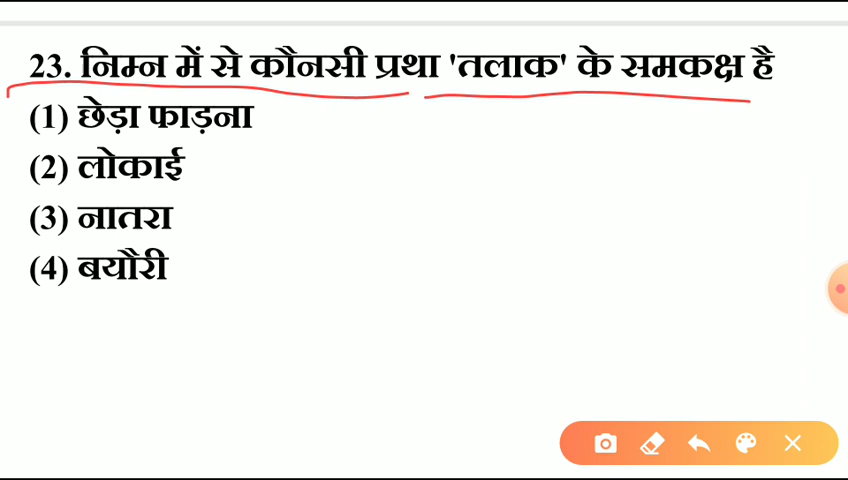 23. निम्न में से कौनसी प्रथा 'तलाक' के समकक्ष है
(1) छेड़ा फाड़ना
(2) लोकाई
(3) नातरा
(4) बयौरी